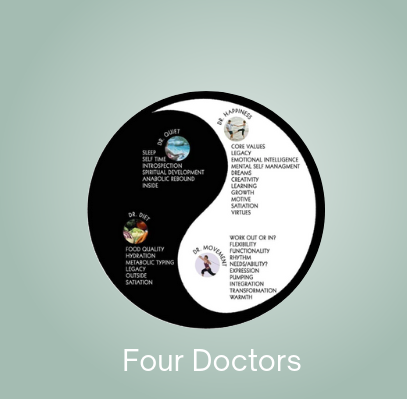 DR. QUIET
SLEEP
SELF TIME
INTROSPECTION
SPIRITUAL DEVELOPMENT
ANABOLIC REBOUND
INSIDE
DR. HAPPINESS
CORE VALUES
LEGACY
EMOTIONAL INTELLIGENCE
MENTAL SELF MANAGMENT
DREAMS
CREATIVITY
LEARNING
GROWTH
MOTIVE
SATIATION
VIRTUES
DR. DIET
FOOD QUALITY
HYDRATION
METABOLIC TYPING
LEGACY
OUTSIDE
SATIATION
DR. MOVEMENT
WORK OUT OR IN?
FLEXIBILITY
FUNCTIONALITY
RHYTHM
NEEDS/ABILITY?
EXPRESSION
PUMPING
INTEGRATION
TRANSFORMATION
WARMTH
Four Doctors